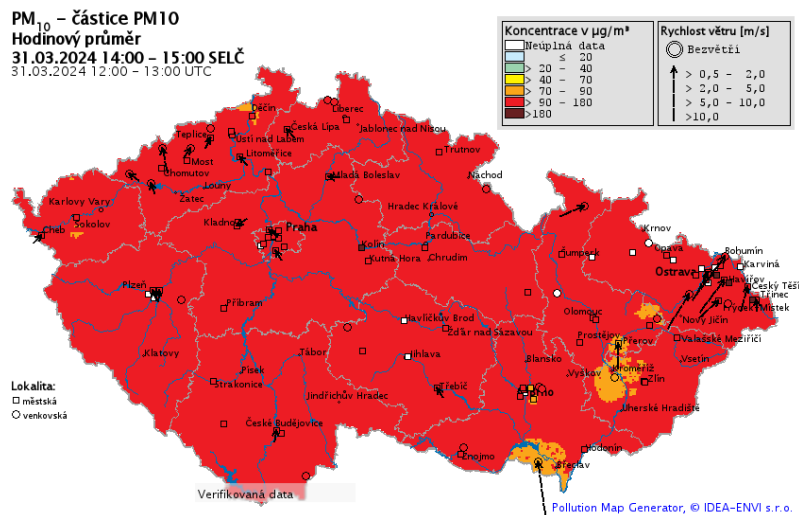 PM10 – částice PM10
Hodinový průměr
31.03.2024 14:00 – 15:00 SELČ
31.03.2024 12:00 – 13:00 UTC
Koncentrace v µg/m³
Neúplná data
≤ 20
> 20 – 40
> 40 – 70
> 70 – 90
> 90 – 180
>180
Rychlost větru [m/s]
Bezvětří
> 0,5 – 2,0
> 2,0 – 5,0
> 5,0 – 10,0
>10,0
Děčín
Liberec
Teplice
Česká Lípa
Jablonec nad Nisou
Ústí nad Labem
Trutnov
Most
Litoměřice
Chomutov
Mladá Boleslav
Náchod
Louny
Žatec
Karlovy Vary
Hradec Králové
Sokolov
Kladno
Praha
Cheb
Krnov
Pardubice
Kolín
Opava
Bohumín
Šumperk
Kutná Hora
Chrudim
Karviná
Ostrava
Havířov
Plzeň
Český Těší
Třinec
Příbram
Frýdek Místek
Olomouc
Nový Jičín
Havlíčkův Brod
Žďár nad Sázavou
Prostějov
Přerov
Valašské Meziříčí
Klatovy
Tábor
Jihlava
Blansko
Vsetín
Písek
Vyškov
Kroměříž
Zlín
Strakonice
Třebíč
Brno
Jindřichův Hradec
Uherské Hradiště
České Budějovice
Hodonín
Znojmo
Břeclav
Lokalita:
městská
venkovská
Verifikovaná data
Pollution Map Generator, © IDEA-ENVI s.r.o.